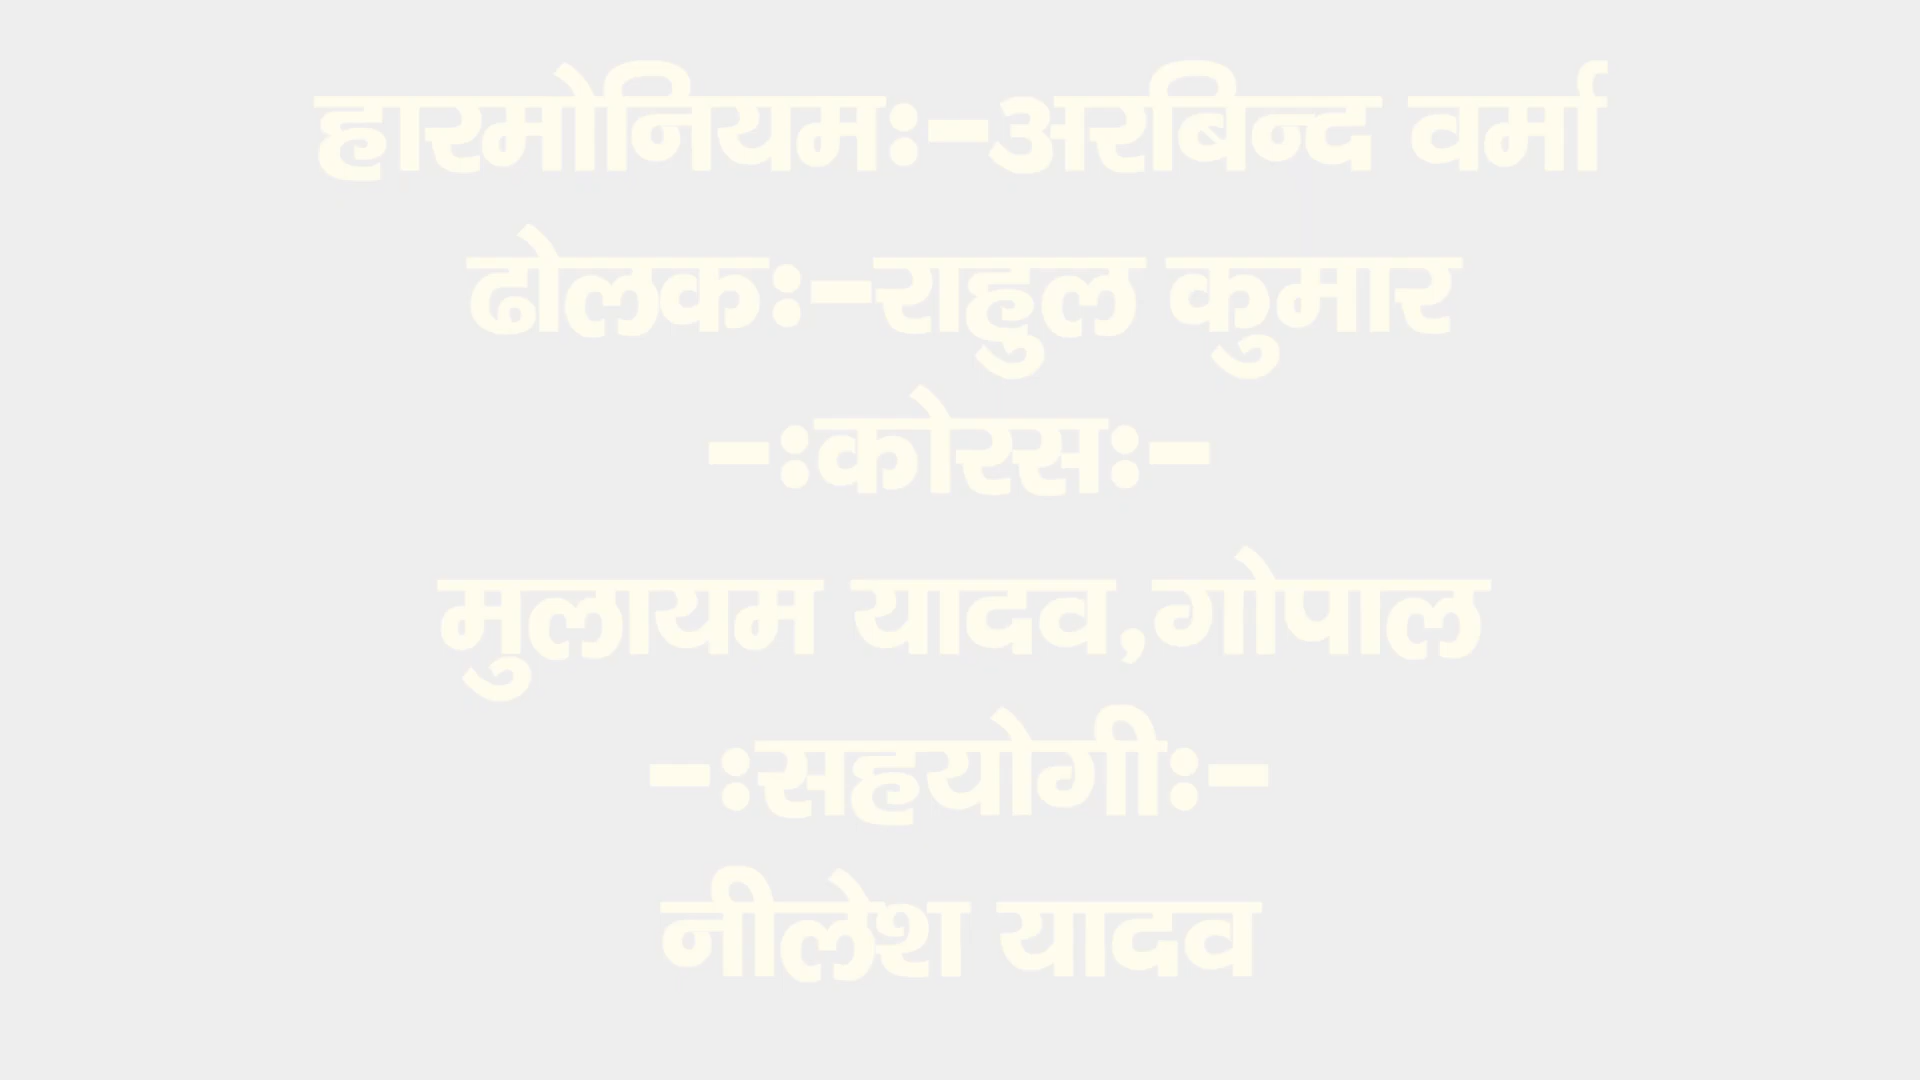 हारमोनियमः-अरबिन्द वर्मा
ढोलकः-राहुल कुमार
-ःकोरसः-
मुलायम यादव,गोपाल
-ःसहयोगीः-
नीलेश यादव